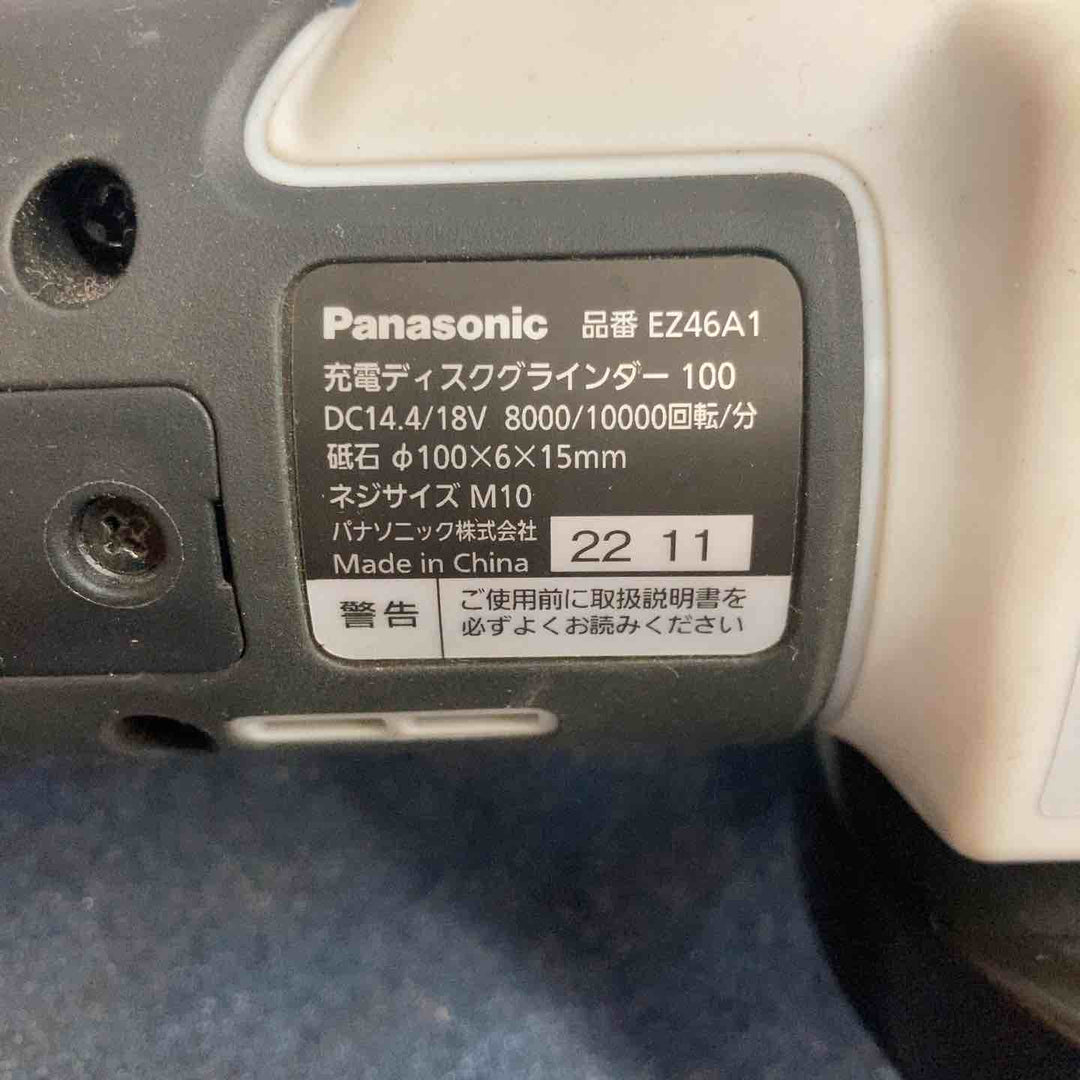 Panasonic 品番 EZ46A1
充電ディスクグラインダー 100
DC14.4/18V 8000/10000回転/分
砥石 φ100×6×15mm
ネジサイズ M10
パナソニック株式会社
Made in China
22 11
警告
ご使用前に取扱説明書を
必ずよくお読みください